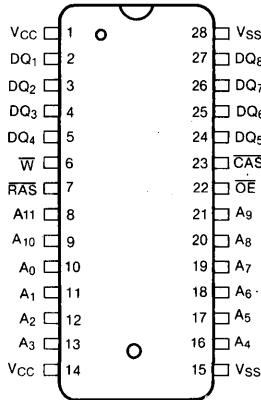 VCC 1 28 VSS
DQ1 2 27 DQ8
DQ2 3 26 DQ7
DQ3 4 25 DQ6
DQ4 5 24 DQ5
W 6 23 CAS
RAS 7 22 OE
A11 8 21 A9
A10 9 20 A8
A0 10 19 A7
A1 11 18 A6
A2 12 17 A5
A3 13 16 A4
VCC 14 15 VSS